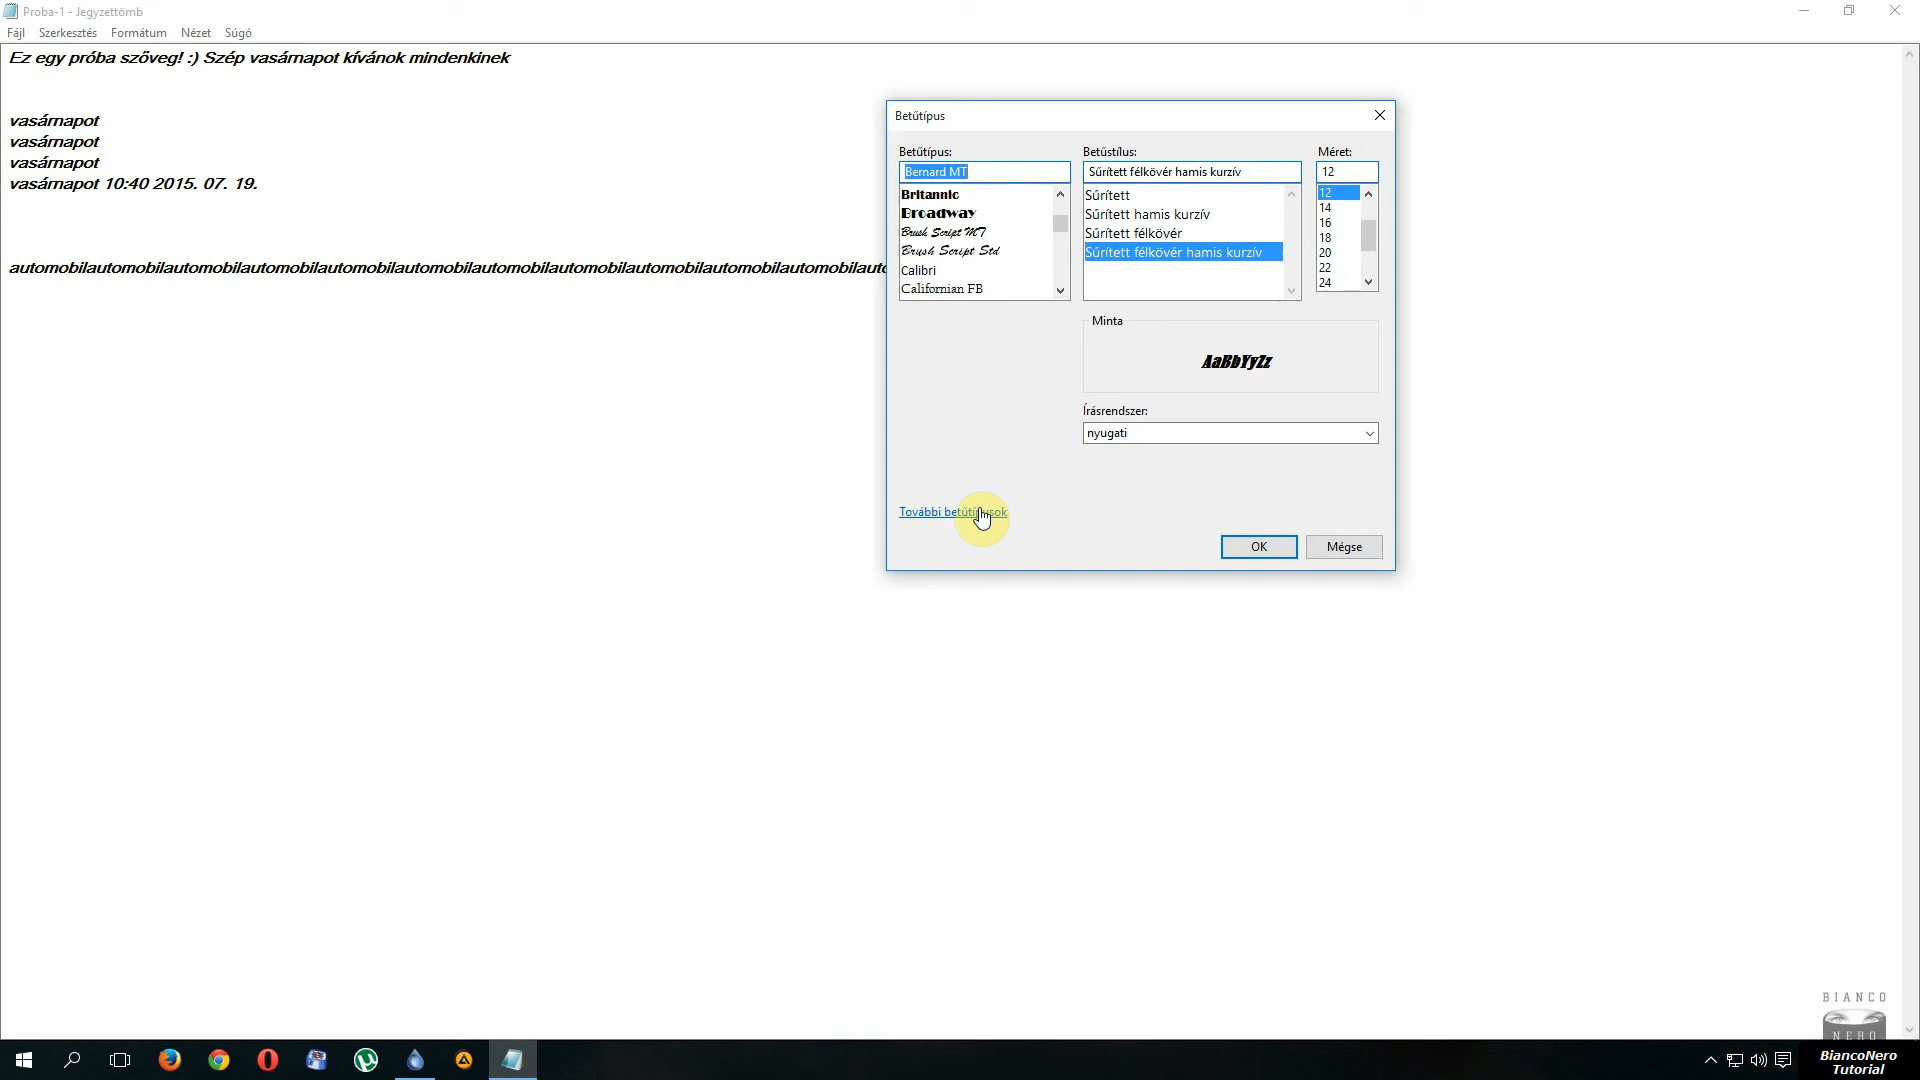 Proba-1 - Jegyzettömb
Fájl Szerkesztés Formátum Nézet Súgó
Ez egy próba szöveg! :) Szép vasárnapot kívánok mindenkinek
vasárnapot
vasárnapot
vasárnapot
vasárnapot 10:40 2015. 07. 19.
automobilautomobilautomobilautomobilautomobilautomobilautomobilautomobilautomobilautomobilautomobilauto
Betűtípus
Betűtípus: Betűstílus: Méret:
Bernard MT Sűrített félkövér hamis kurzív 12
Britannic
Broadway
Brush Script MT
Brush Script Std
Calibri
Californian FB
Sűrített
Sűrített hamis kurzív
Sűrített félkövér
Sűrített félkövér hamis kurzív
12
14
16
18
20
22
24
Minta
AaBbYyZz
Írásrendszer:
nyugati
További betűtípusok
OK Mégse
BIANCO
NERO
BiancoNero
Tutorial